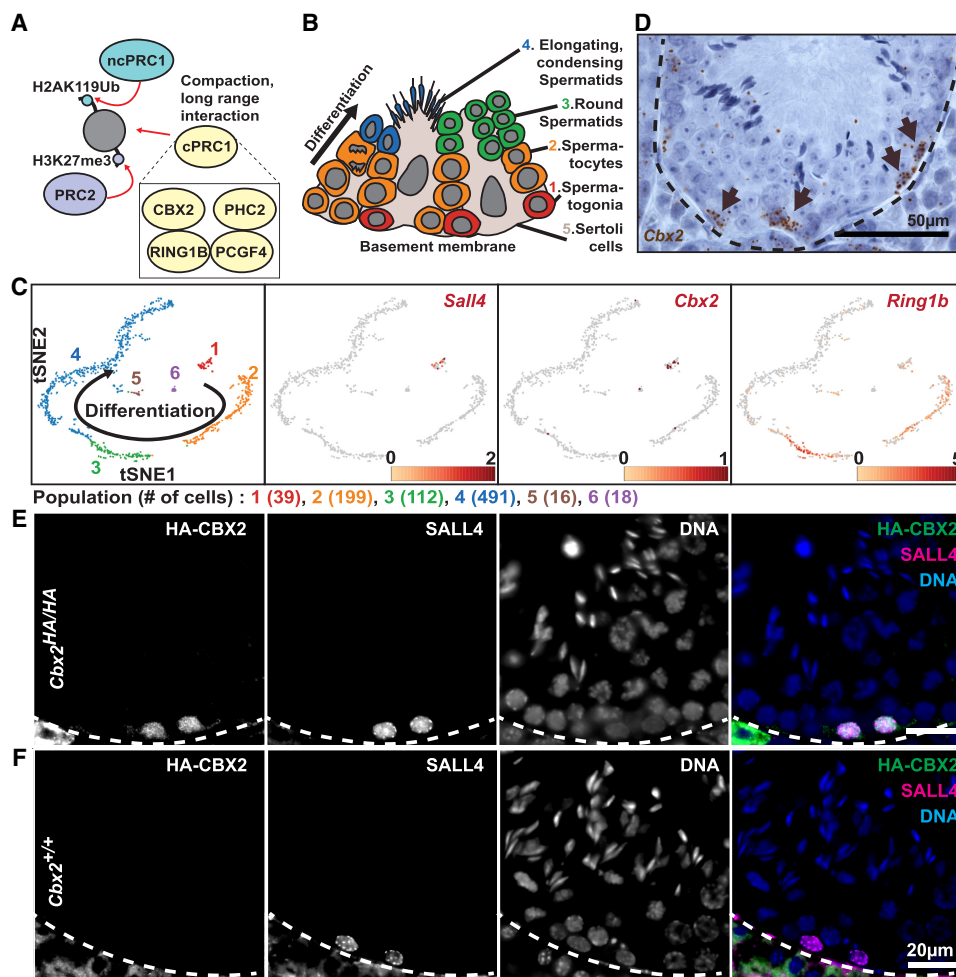 A
ncPRC1
H2AK119Ub
Compaction,
long range
interaction
cPRC1
H3K27me3
PRC2
CBX2
PHC2
RING1B
PCGF4
B
Differentiation
4. Elongating,
condensing
Spermatids
3.Round
Spermatids
2.Sperma-
tocytes
1.Sperma-
togonia
5.Sertoli
cells
Basement membrane
D
Cbx2
50µm
C
tSNE2
4
5
6
1
2
Differentiation
3
tSNE1
Sall4
0 2
Cbx2
0 1
Ring1b
0 5
Population (# of cells) : 1 (39), 2 (199), 3 (112), 4 (491), 5 (16), 6 (18)
E
Cbx2HA/HA
HA-CBX2
SALL4
DNA
HA-CBX2
SALL4
DNA
F
Cbx2+/+
HA-CBX2
SALL4
DNA
HA-CBX2
SALL4
DNA
20µm